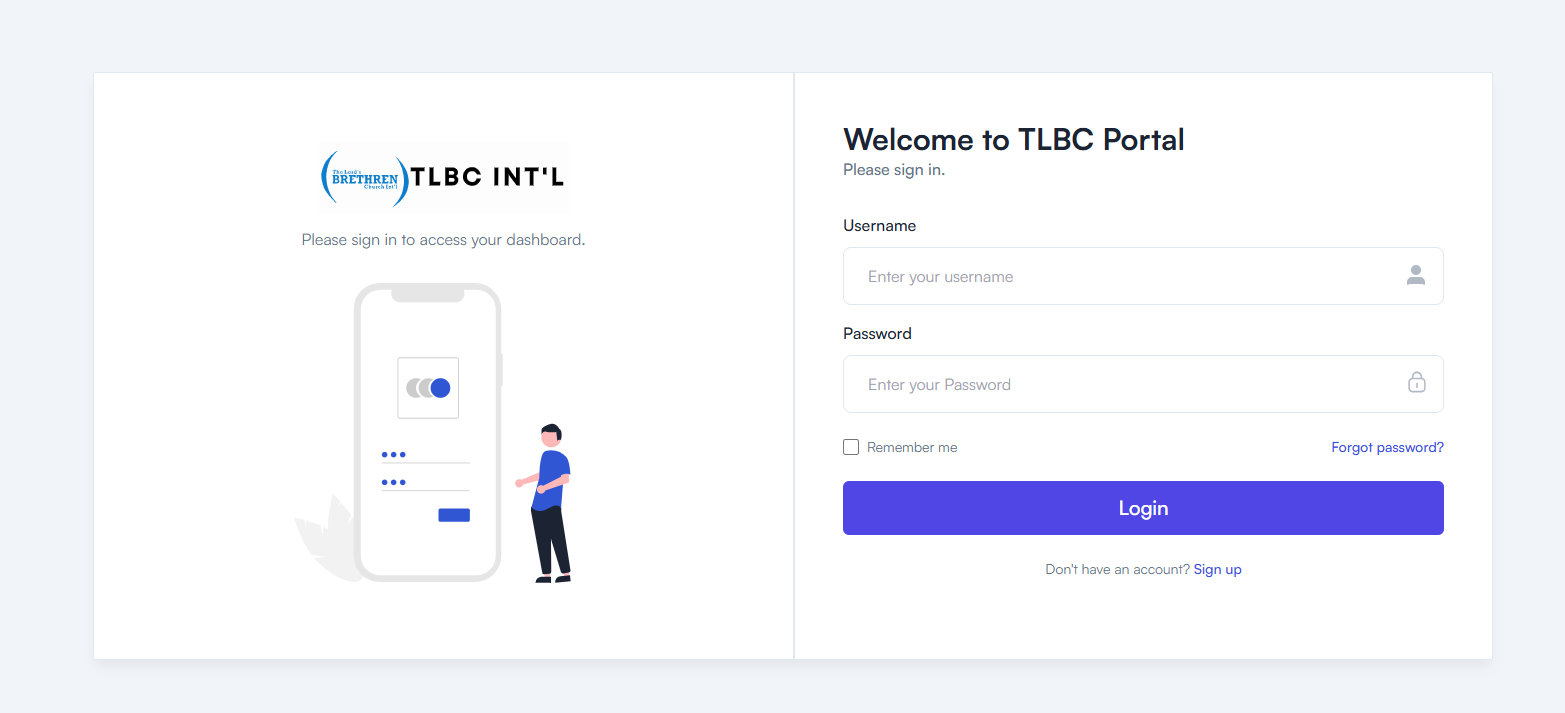 The Lord's
BRETHREN
Church Int'l
TLBC INT'L
Please sign in to access your dashboard.
Welcome to TLBC Portal
Please sign in.
Username
Enter your username
Password
Enter your Password
Remember me
Forgot password?
Login
Don't have an account? Sign up